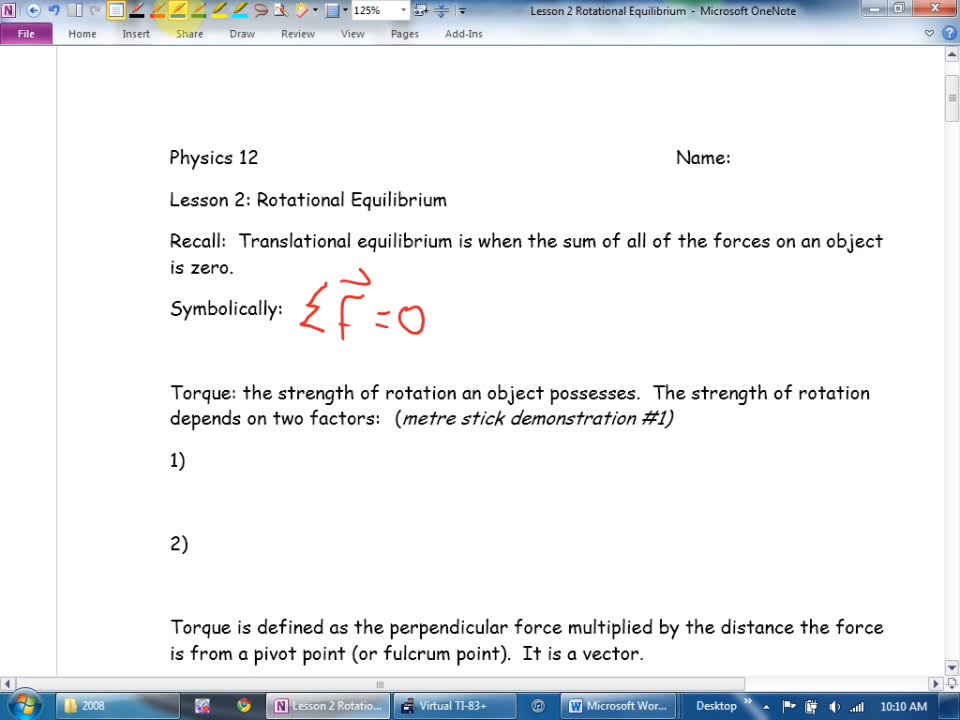 125%
Lesson 2 Rotational Equilibrium - Microsoft OneNote
File Home Insert Share Draw Review View Pages Add-Ins
Physics 12 Name:
Lesson 2: Rotational Equilibrium
Recall: Translational equilibrium is when the sum of all of the forces on an object
is zero.
Symbolically: Σ F⃗ = 0
Torque: the strength of rotation an object possesses. The strength of rotation
depends on two factors: (metre stick demonstration #1)
1)
2)
Torque is defined as the perpendicular force multiplied by the distance the force
is from a pivot point (or fulcrum point). It is a vector.
2008 Lesson 2 Rotatio... Virtual TI-83+ Microsoft Wor... Desktop 10:10 AM